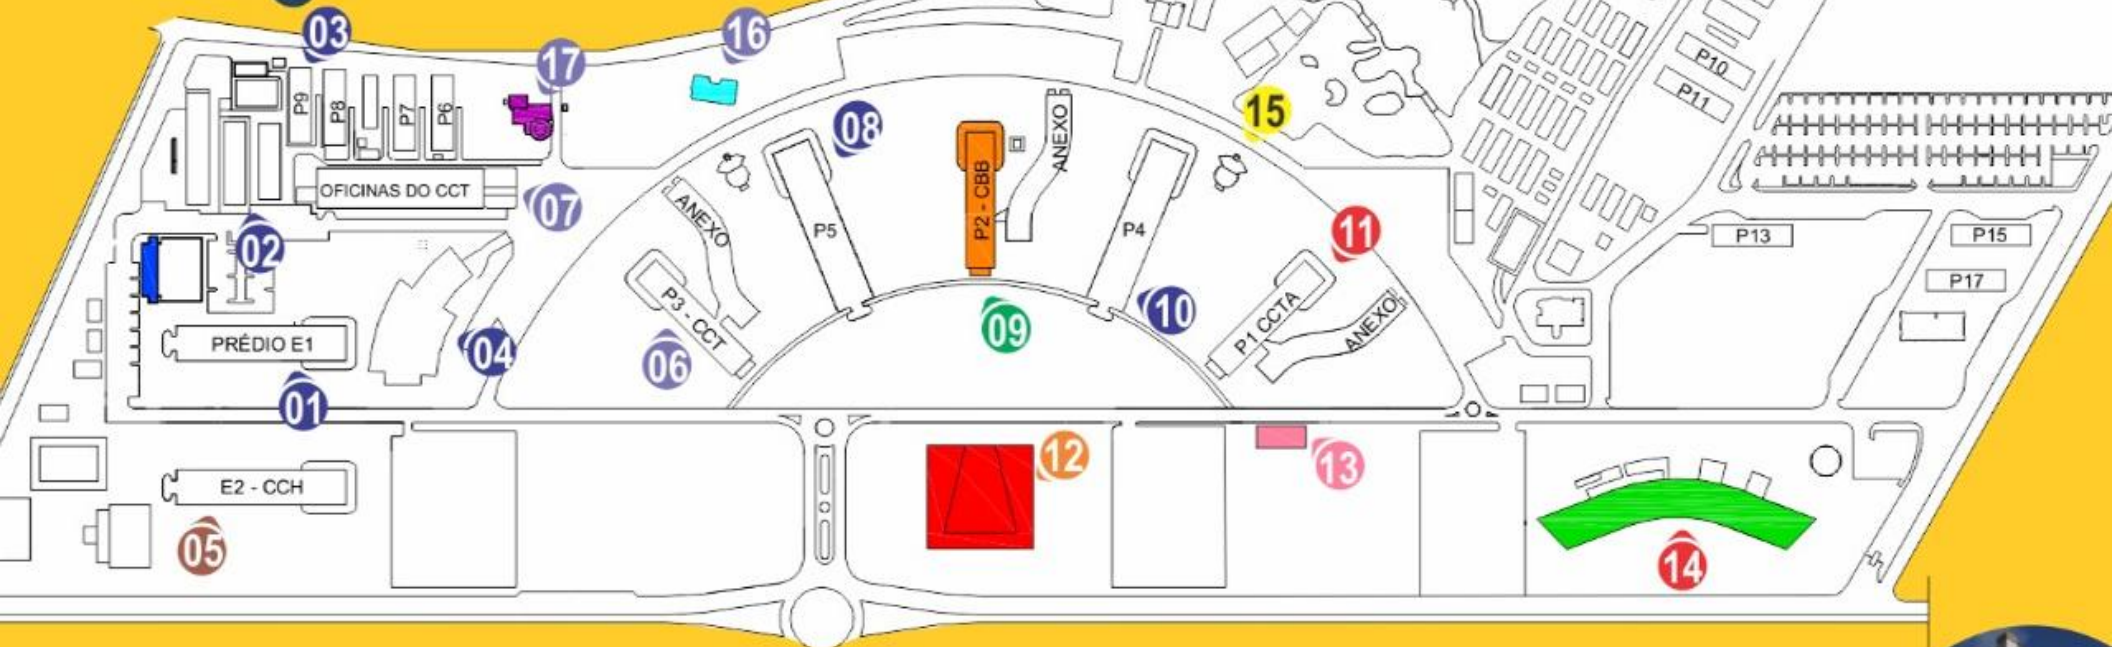 03
16
17
P10
P11
P9
P8
P7
P6
15
08
ANEXO
OFICINAS DO CCT
07
ANEXO
P5
P2 - CBB
P4
11
P13
P15
02
P17
P3 - CCT
09
10
P1 CCTA
ANEXO
PRÉDIO E1
04
06
01
12
13
E2 - CCH
05
14